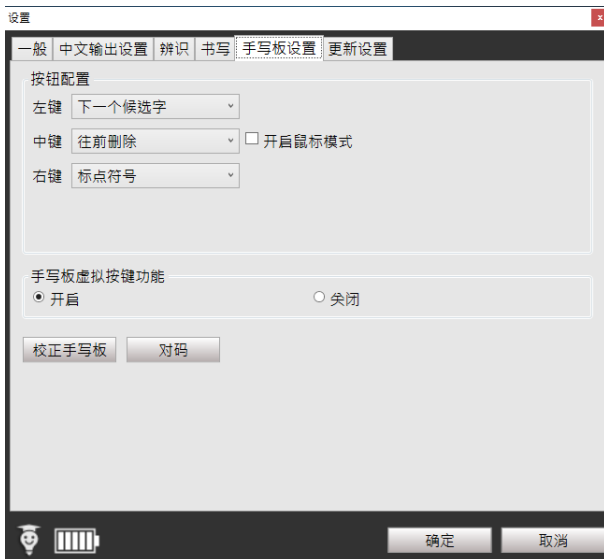 设置
一般 中文输出设置 辨识 书写 手写板设置 更新设置
按钮配置
左键 下一个候选字
中键 往前删除 开启鼠标模式
右键 标点符号
手写板虚拟按键功能
开启 关闭
校正手写板 对码
确定 取消